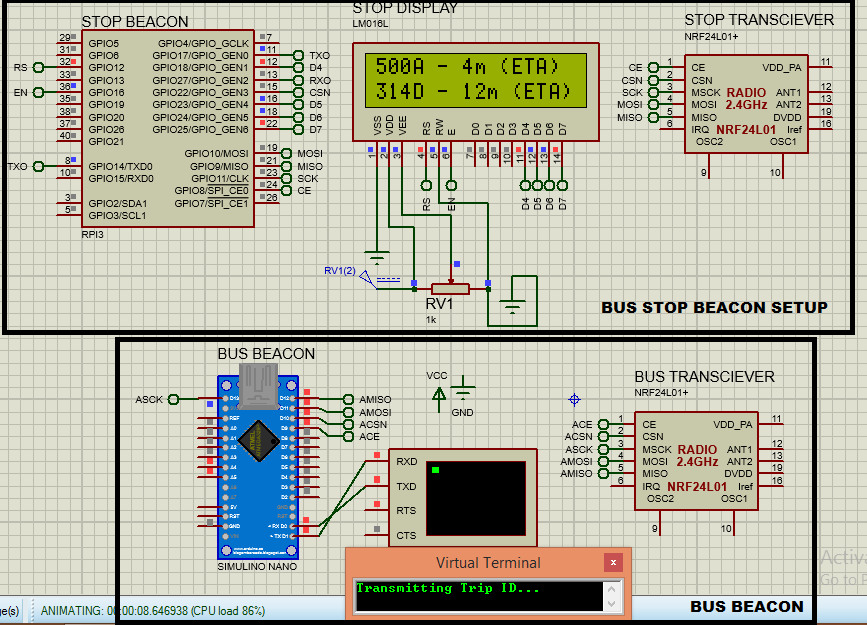 STOP BEACON
STOP DISPLAY
LM016L
STOP TRANSCIEVER
NRF24L01+
29 GPIO5 GPIO4/GPIO_GCLK 7
31 GPIO6 GPIO17/GPIO_GEN0 11 TXO
RS 32 GPIO12 GPIO18/GPIO_GEN1 12 D4
33 GPIO13 GPIO27/GPIO_GEN2 13 RXO
EN 36 GPIO16 GPIO22/GPIO_GEN3 15 CSN
35 GPIO19 GPIO23/GPIO_GEN4 16 D5
38 GPIO20 GPIO24/GPIO_GEN5 18 D6
37 GPIO26 GPIO25/GPIO_GEN6 22 D7
40 GPIO21
GPIO10/MOSI 19 MOSI
TXO 8 GPIO14/TXD0 GPIO9/MISO 21 MISO
10 GPIO15/RXD0 GPIO11/CLK 23 SCK
GPIO8/SPI_CE0 24 CE
3 GPIO2/SDA1 GPIO7/SPI_CE1 26
5 GPIO3/SCL1
RPI3
500A - 4m (ETA)
314D - 12m (ETA)
VSS VDD VEE RS RW E D0 D1 D2 D3 D4 D5 D6 D7
1 2 3 4 5 6 7 8 9 10 11 12 13 14
RS EN D4 D5 D6 D7
RV1(2)
RV1
1k
CE 1 CE VDD_PA 11
CSN 2 CSN
SCK 3 MSCK RADIO ANT1 12
MOSI 4 MOSI 2.4GHz ANT2 13
MISO 5 MISO DVDD 19
6 IRQ NRF24L01 Iref 16
OSC2 OSC1
9 10
BUS STOP BEACON SETUP
BUS BEACON
ASCK
AMISO
AMOSI
ACSN
ACE
SIMULINO NANO
VCC
GND
RXD
TXD
RTS
CTS
BUS TRANSCIEVER
NRF24L01+
ACE 1 CE VDD_PA 11
ACSN 2 CSN
ASCK 3 MSCK RADIO ANT1 12
AMOSI 4 MOSI 2.4GHz ANT2 13
AMISO 5 MISO DVDD 19
6 IRQ NRF24L01 Iref 16
OSC2 OSC1
9 10
Virtual Terminal x
Transmitting Trip ID...
Activa
Go to P
BUS BEACON
ge(s) ANIMATING: 00:00:08.646938 (CPU load 86%)